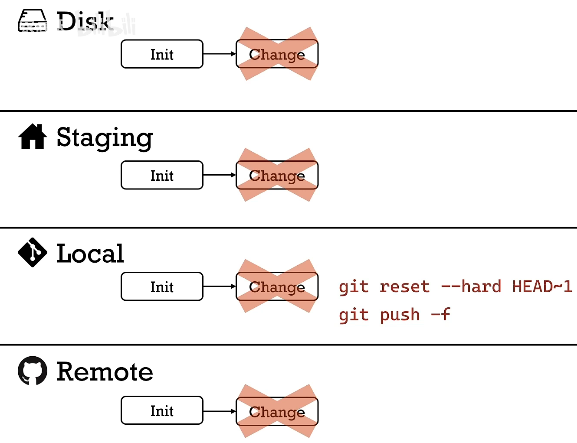 Disk
Init
Change
Staging
Init
Change
Local
Init
Change
git reset --hard HEAD~1
git push -f
Remote
Init
Change